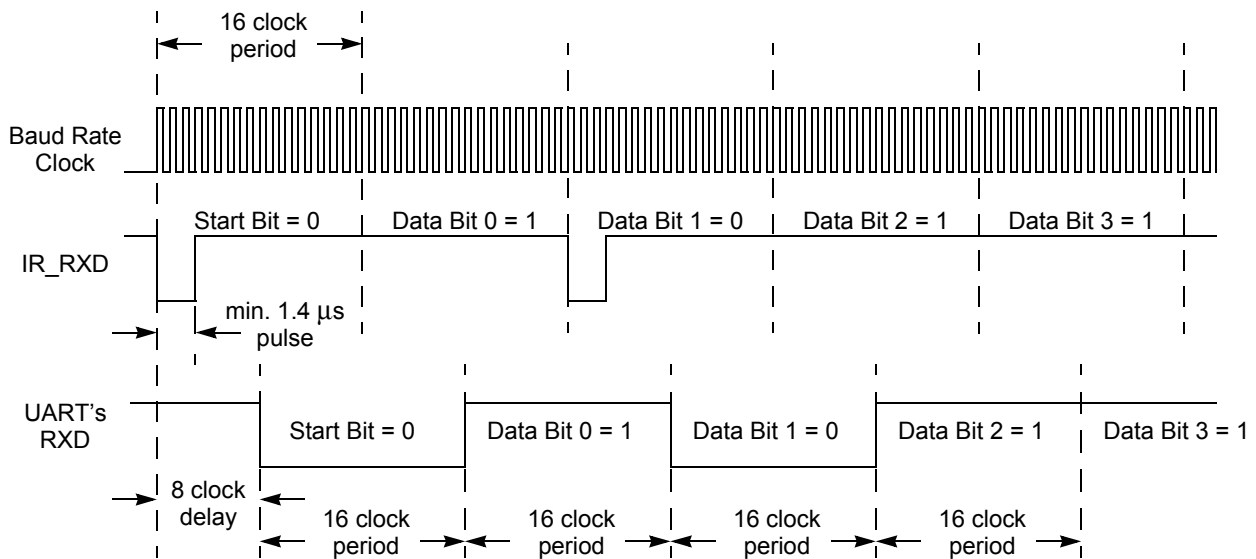 16 clock
period
Baud Rate
Clock
Start Bit = 0
Data Bit 0 = 1
Data Bit 1 = 0
Data Bit 2 = 1
Data Bit 3 = 1
IR_RXD
min. 1.4 μs
pulse
UART's
RXD
Start Bit = 0
Data Bit 0 = 1
Data Bit 1 = 0
Data Bit 2 = 1
Data Bit 3 = 1
8 clock
delay
16 clock
period
16 clock
period
16 clock
period
16 clock
period